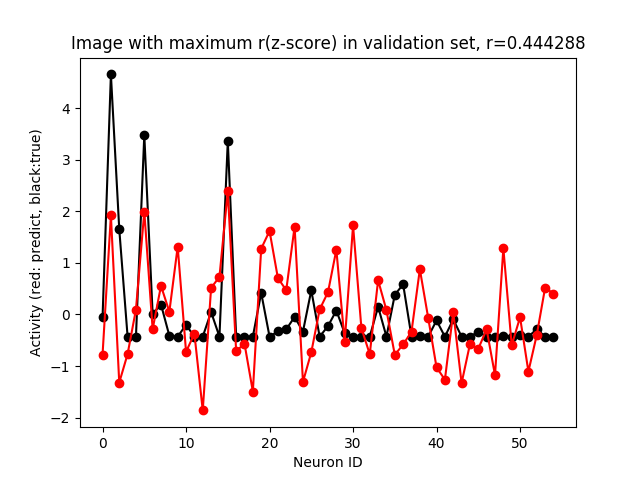 Image with maximum r(z-score) in validation set, r=0.444288
Activity (red: predict, black:true)
4
3
2
1
0
−1
−2
0 10 20 30 40 50
Neuron ID